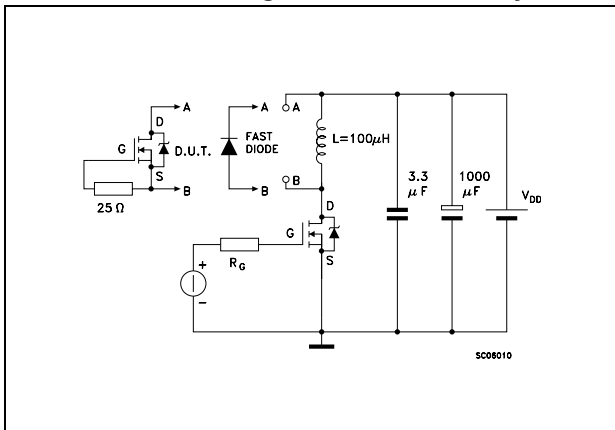 A
A
A
D
FAST
DIODE
L=100μH
G
D.U.T.
S
B
B
B
25 Ω
3.3
μF
1000
μF
VDD
D
G
S
RG
+
−
SC06010